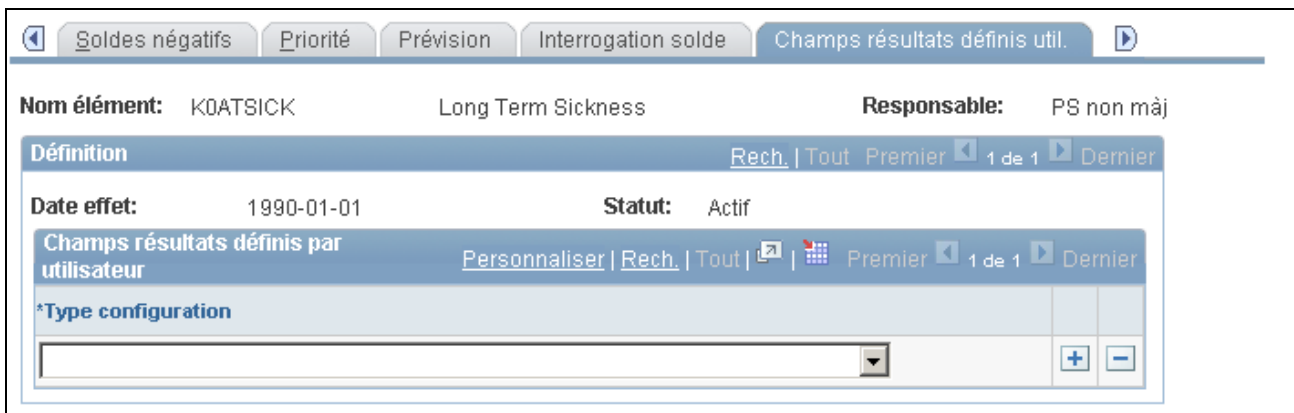 Soldes négatifs Priorité Prévision Interrogation solde Champs résultats définis util.
Nom élément: K0ATSICK Long Term Sickness Responsable: PS non màj
Définition Rech. | Tout Premier 1 de 1 Dernier
Date effet: 1990-01-01 Statut: Actif
Champs résultats définis par
utilisateur Personnaliser | Rech. | Tout | | Premier 1 de 1 Dernier
*Type configuration